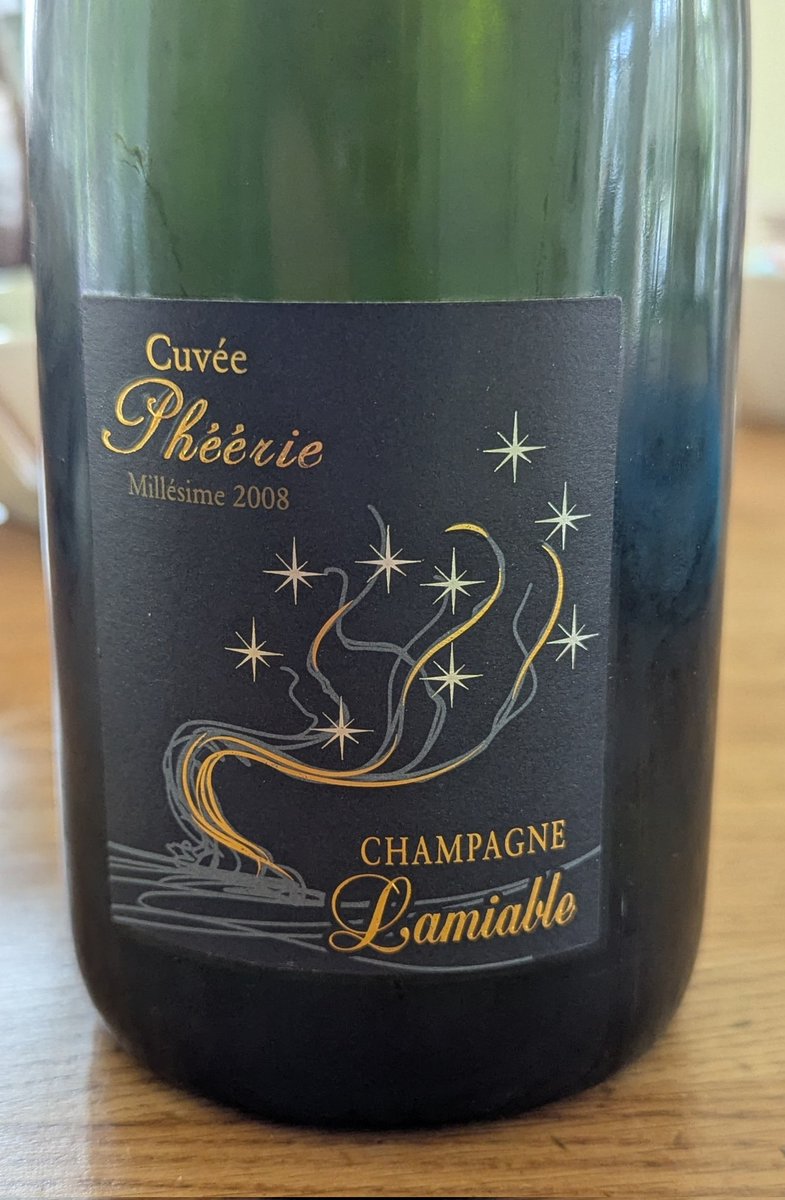 Cuvée
Phéérie
Millésime 2008
CHAMPAGNE
Lamiable